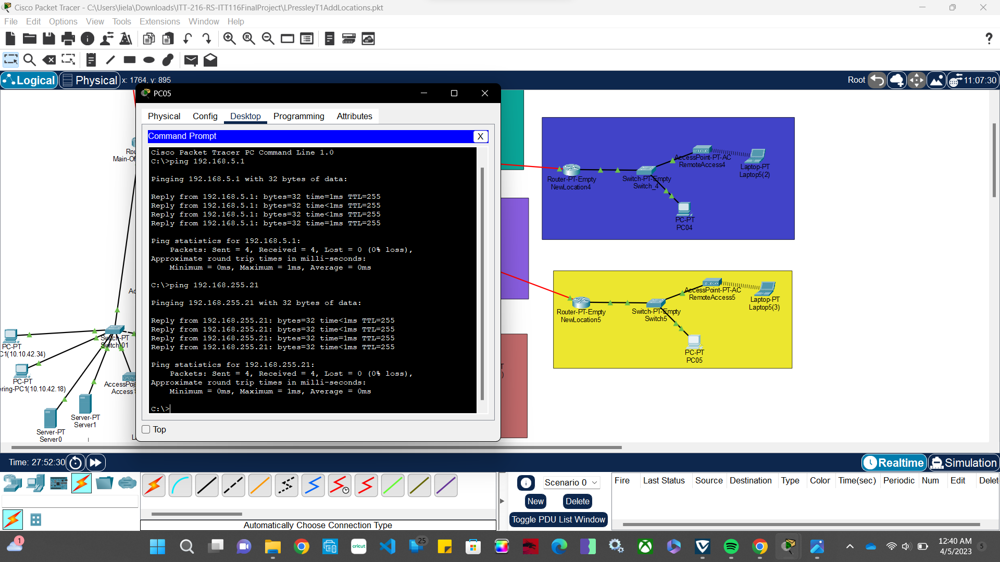 Cisco Packet Tracer - C:\Users\liela\Downloads\ITT-216-RS-ITT116FinalProject\LPressleyT1AddLocations.pkt
File Edit Options View Tools Extensions Window Help
Logical Physical x: 1764, y: 895
Root 11:07:30
PC05
Physical Config Desktop Programming Attributes
Command Prompt X
Cisco Packet Tracer PC Command Line 1.0
C:\>ping 192.168.5.1
Pinging 192.168.5.1 with 32 bytes of data:
Reply from 192.168.5.1: bytes=32 time=1ms TTL=255
Reply from 192.168.5.1: bytes=32 time<1ms TTL=255
Reply from 192.168.5.1: bytes=32 time<1ms TTL=255
Reply from 192.168.5.1: bytes=32 time=1ms TTL=255
Ping statistics for 192.168.5.1:
Packets: Sent = 4, Received = 4, Lost = 0 (0% loss),
Approximate round trip times in milli-seconds:
Minimum = 0ms, Maximum = 1ms, Average = 0ms
C:\>ping 192.168.255.21
Pinging 192.168.255.21 with 32 bytes of data:
Reply from 192.168.255.21: bytes=32 time<1ms TTL=255
Reply from 192.168.255.21: bytes=32 time<1ms TTL=255
Reply from 192.168.255.21: bytes=32 time=1ms TTL=255
Reply from 192.168.255.21: bytes=32 time<1ms TTL=255
Ping statistics for 192.168.255.21:
Packets: Sent = 4, Received = 4, Lost = 0 (0% loss),
Approximate round trip times in milli-seconds:
Minimum = 0ms, Maximum = 1ms, Average = 0ms
C:\>
Top
Rou
Main-Of
Ac
Switch-PT
Switch-01
PC-PT
C1(10.10.42.34)
PC-PT
ering-PC1(10.10.42.18)
AccessPoi
Access
Server-PT
Server1
Server-PT
Server0
AccessPoint-PT-AC
RemoteAccess4
Laptop-PT
Laptop5(2)
Router-PT-Empty
NewLocation4
Switch-PT-Empty
Switch_4
PC-PT
PC04
AccessPoint-PT-AC
RemoteAccess5
Laptop-PT
Laptop5(3)
Router-PT-Empty
NewLocation5
Switch-PT-Empty
Switch5
PC-PT
PC05
Time: 27:52:30
Realtime Simulation
Scenario 0
New Delete
Toggle PDU List Window
Fire Last Status Source Destination Type Color Time(sec) Periodic Num Edit Delet
Automatically Choose Connection Type
1
cricut
25
12:40 AM
4/5/2023
5